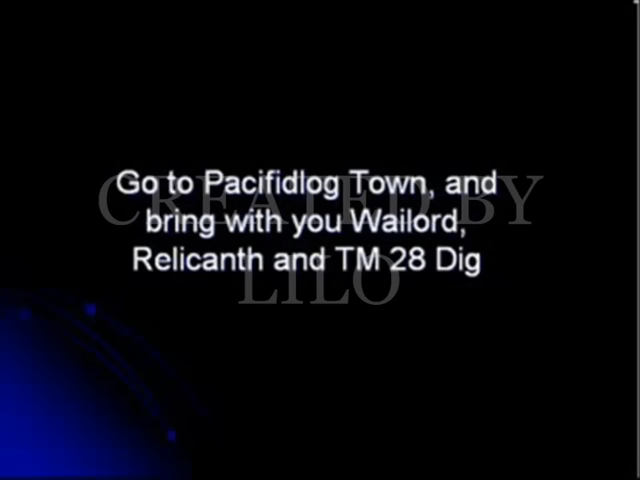 Go to Pacifidlog Town, and
bring with you Wailord,
Relicanth and TM 28 Dig
CREATED BY
LILO